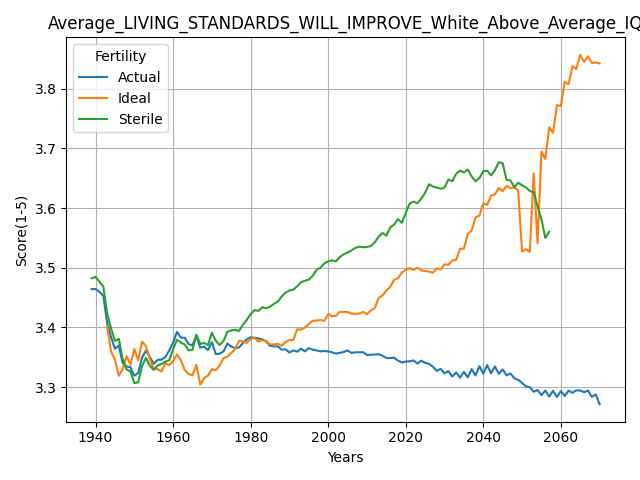 Average_LIVING_STANDARDS_WILL_IMPROVE_White_Above_Average_IQ
Fertility
Actual
Ideal
Sterile
3.8
3.7
3.6
3.5
3.4
3.3
Score(1-5)
1940 1960 1980 2000 2020 2040 2060
Years